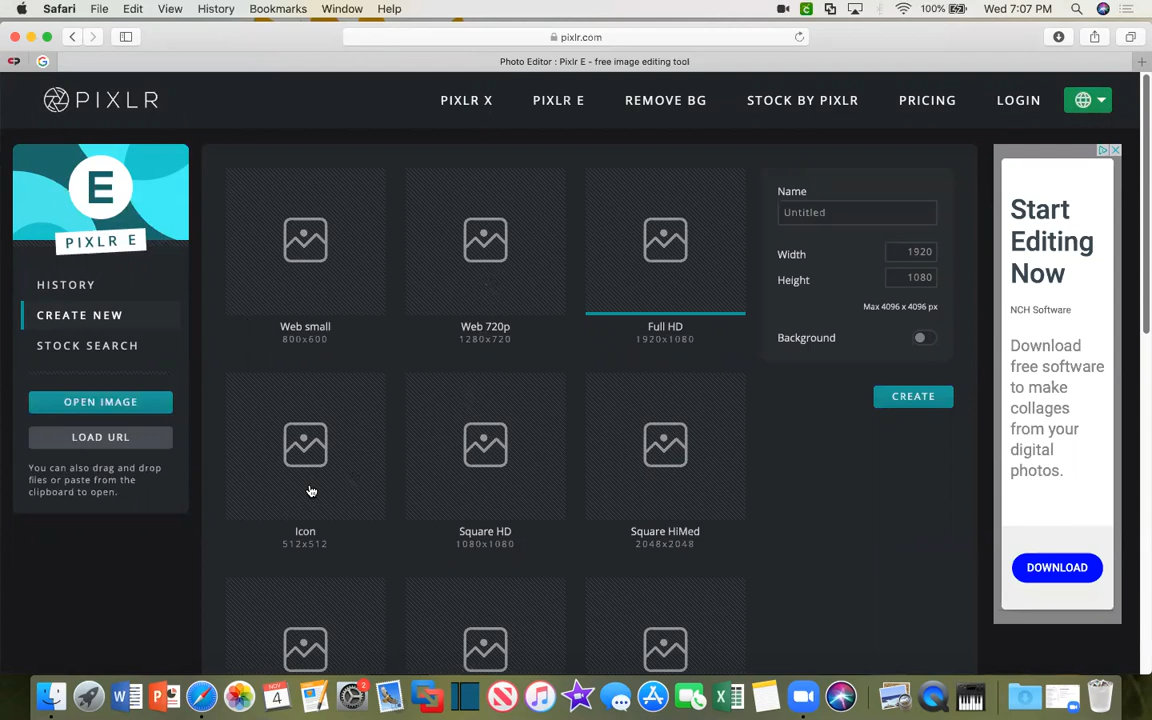 Safari File Edit View History Bookmarks Window Help 100% Wed 7:07 PM
pixlr.com
Photo Editor : Pixlr E - free image editing tool
PIXLR PIXLR X PIXLR E REMOVE BG STOCK BY PIXLR PRICING LOGIN
E
PIXLR E
HISTORY
CREATE NEW
STOCK SEARCH
OPEN IMAGE
LOAD URL
You can also drag and drop
files or paste from the
clipboard to open.
Web small
800x600
Web 720p
1280x720
Full HD
1920x1080
Icon
512x512
Square HD
1080x1080
Square HiMed
2048x2048
Name
Untitled
Width 1920
Height 1080
Max 4096 x 4096 px
Background
CREATE
Start
Editing
Now
NCH Software
Download
free software
to make
collages
from your
digital
photos.
DOWNLOAD
NOV
4
2